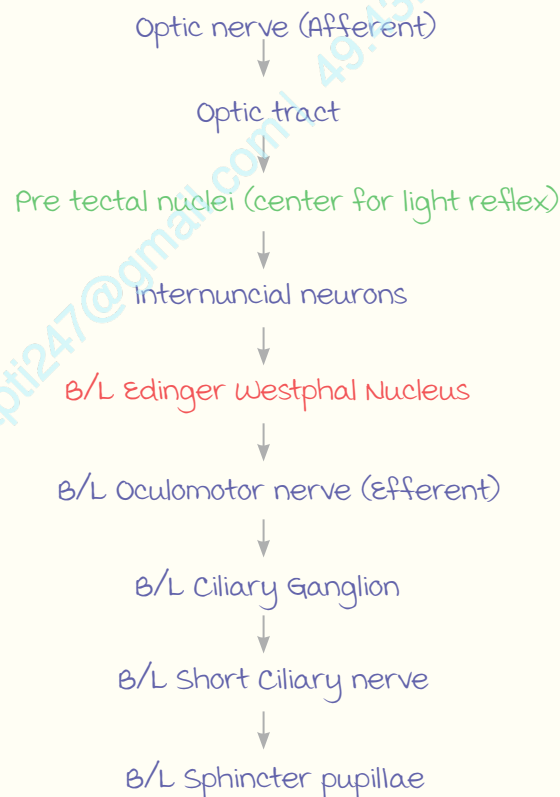 Optic nerve (Afferent)
Optic tract
Pre tectal nuclei (center for light reflex)
Internuncial neurons
B/L Edinger Westphal Nucleus
B/L Oculomotor nerve (Efferent)
B/L Ciliary Ganglion
B/L Short Ciliary nerve
B/L Sphincter pupillae